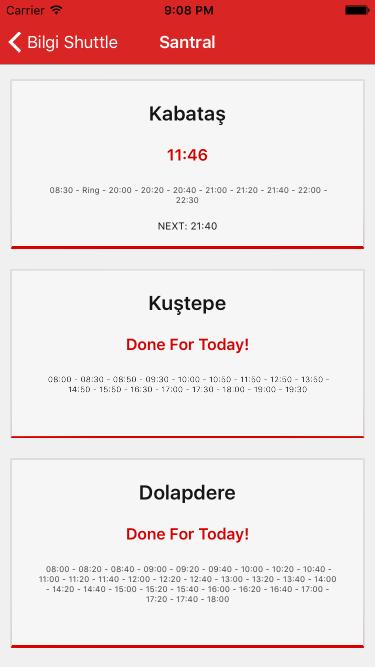 Carrier 9:08 PM
Bilgi Shuttle Santral
Kabataş
11:46
08:30 - Ring - 20:00 - 20:20 - 20:40 - 21:00 - 21:20 - 21:40 - 22:00 -
22:30
NEXT: 21:40
Kuştepe
Done For Today!
08:00 - 08:30 - 08:50 - 09:30 - 10:00 - 10:50 - 11:50 - 12:50 - 13:50 -
14:50 - 15:50 - 16:30 - 17:00 - 17:30 - 18:00 - 19:00 - 19:30
Dolapdere
Done For Today!
08:00 - 08:20 - 08:40 - 09:00 - 09:20 - 09:40 - 10:00 - 10:20 - 10:40 -
11:00 - 11:20 - 11:40 - 12:00 - 12:20 - 12:40 - 13:00 - 13:20 - 13:40 - 14:00
- 14:20 - 14:40 - 15:00 - 15:20 - 15:40 - 16:00 - 16:20 - 16:40 - 17:00 -
17:20 - 17:40 - 18:00